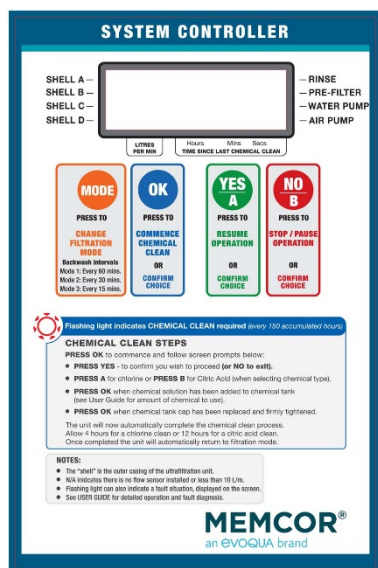 SYSTEM CONTROLLER
SHELL A
SHELL B
SHELL C
SHELL D
RINSE
PRE-FILTER
WATER PUMP
AIR PUMP
LITRES
PER MIN
Hours Mins Secs
TIME SINCE LAST CHEMICAL CLEAN
MODE
PRESS TO
CHANGE
FILTRATION
MODE
Backwash intervals
Mode 1: Every 60 mins.
Mode 2: Every 30 mins.
Mode 3: Every 15 mins.
OK
PRESS TO
COMMENCE
CHEMICAL
CLEAN
OR
CONFIRM
CHOICE
YES
A
PRESS TO
RESUME
OPERATION
OR
CONFIRM
CHOICE
NO
B
PRESS TO
STOP / PAUSE
OPERATION
OR
CONFIRM
CHOICE
Flashing light indicates CHEMICAL CLEAN required (every 150 accumulated hours)
CHEMICAL CLEAN STEPS
PRESS OK to commence and follow screen prompts below:
• PRESS YES - to confirm you wish to proceed (or NO to exit).
• PRESS A for chlorine or PRESS B for Citric Acid (when selecting chemical type).
• PRESS OK when chemical solution has been added to chemical tank
(see User Guide for amount of chemical to use).
• PRESS OK when chemical tank cap has been replaced and firmly tightened.
The unit will now automatically complete the chemical clean process.
Allow 4 hours for a chlorine clean or 12 hours for a citric acid clean.
Once completed the unit will automatically return to filtration mode.
NOTES:
• The "shell" is the outer casing of the ultrafiltration unit.
• N/A indicates there is no flow sensor installed or less than 10 L/m.
• Flashing light can also indicate a fault situation, displayed on the screen.
• See USER GUIDE for detailed operation and fault diagnosis.
MEMCOR®
an evoqua brand